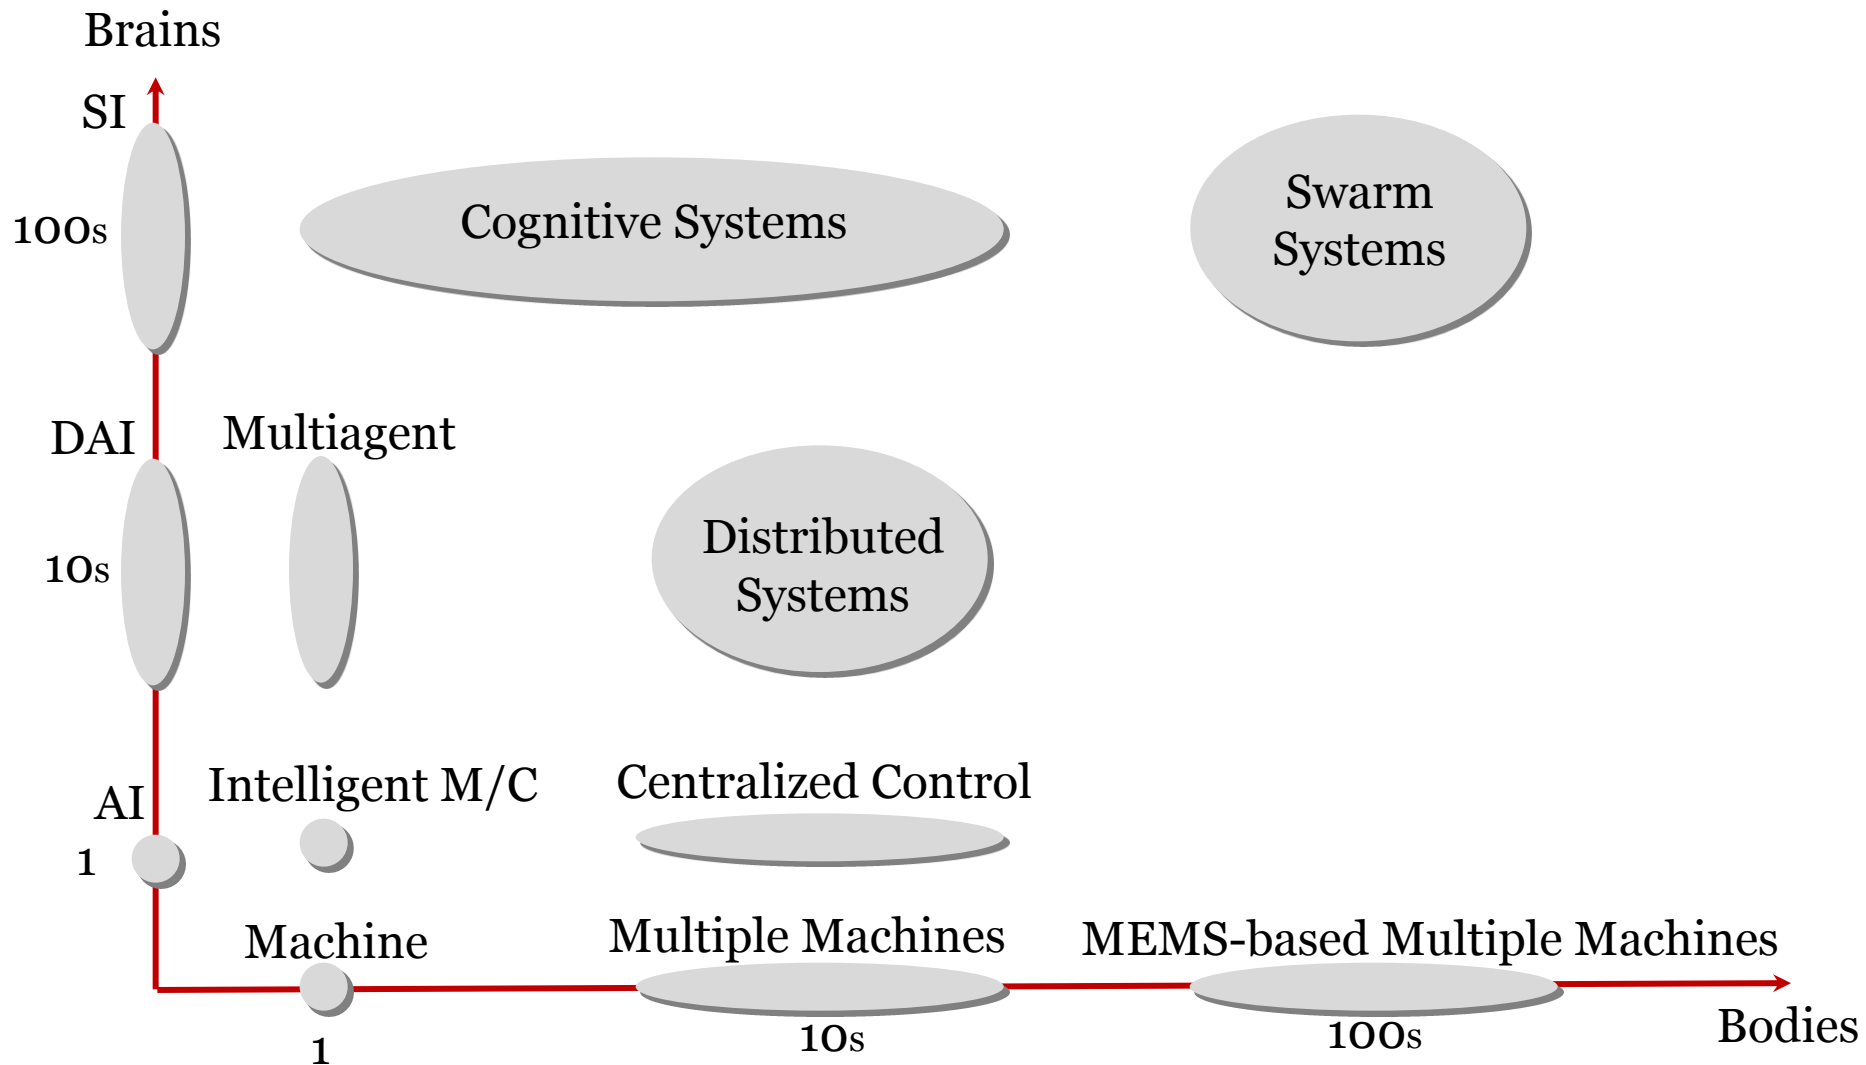 Brains
SI
100s
Cognitive Systems
Swarm
Systems
DAI
Multiagent
10s
Distributed
Systems
AI
Intelligent M/C
Centralized Control
1
Machine
Multiple Machines
MEMS-based Multiple Machines
1
10s
100s
Bodies